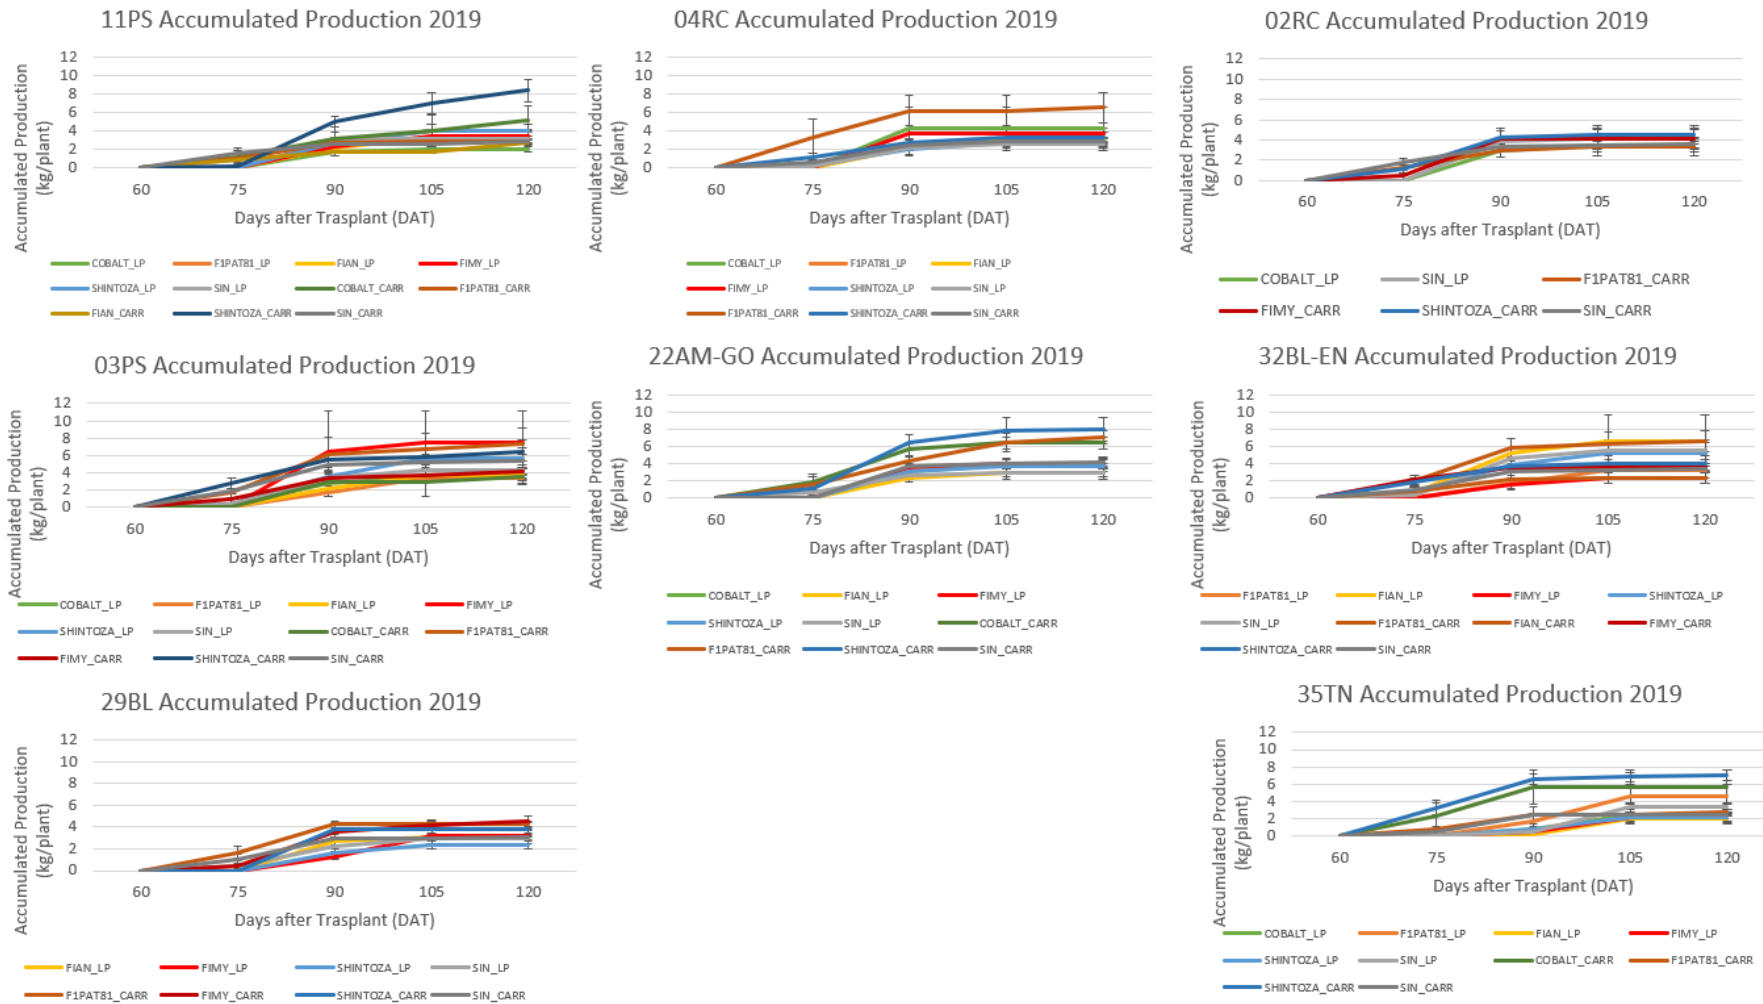 11PS Accumulated Production 2019
Accumulated Production
(kg/plant)
12
10
8
6
4
2
0
60 75 90 105 120
Days after Trasplant (DAT)
COBALT_LP F1PAT81_LP FIAN_LP FIMY_LP
SHINTOZA_LP SIN_LP COBALT_CARR F1PAT81_CARR
FIAN_CARR SHINTOZA_CARR SIN_CARR
04RC Accumulated Production 2019
Accumulated Production
(kg/plant)
12
10
8
6
4
2
0
60 75 90 105 120
Days after Trasplant (DAT)
COBALT_LP F1PAT81_LP FIAN_LP
FIMY_LP SHINTOZA_LP SIN_LP
F1PAT81_CARR SHINTOZA_CARR SIN_CARR
02RC Accumulated Production 2019
Accumulated Production
(kg/plant)
12
10
8
6
4
2
0
60 75 90 105 120
Days after Trasplant (DAT)
COBALT_LP SIN_LP F1PAT81_CARR
FIMY_CARR SHINTOZA_CARR SIN_CARR
03PS Accumulated Production 2019
Accumulated Production
(kg/plant)
12
10
8
6
4
2
0
60 75 90 105 120
Days after Trasplant (DAT)
COBALT_LP F1PAT81_LP FIAN_LP FIMY_LP
SHINTOZA_LP SIN_LP COBALT_CARR F1PAT81_CARR
FIMY_CARR SHINTOZA_CARR SIN_CARR
22AM-GO Accumulated Production 2019
Accumulated Production
(kg/plant)
12
10
8
6
4
2
0
60 75 90 105 120
Days after Trasplant (DAT)
COBALT_LP FIAN_LP FIMY_LP
SHINTOZA_LP SIN_LP COBALT_CARR
F1PAT81_CARR SHINTOZA_CARR SIN_CARR
32BL-EN Accumulated Production 2019
Accumulated Production
(kg/plant)
12
10
8
6
4
2
0
60 75 90 105 120
Days after Trasplant (DAT)
F1PAT81_LP FIAN_LP FIMY_LP SHINTOZA_LP
SIN_LP F1PAT81_CARR FIAN_CARR FIMY_CARR
SHINTOZA_CARR SIN_CARR
29BL Accumulated Production 2019
Accumulated Production
(kg/plant)
12
10
8
6
4
2
0
60 75 90 105 120
Days after Trasplant (DAT)
FIAN_LP FIMY_LP SHINTOZA_LP SIN_LP
F1PAT81_CARR FIMY_CARR SHINTOZA_CARR SIN_CARR
35TN Accumulated Production 2019
Accumulated Production
(kg/plant)
12
10
8
6
4
2
0
60 75 90 105 120
Days after Trasplant (DAT)
COBALT_LP F1PAT81_LP FIAN_LP FIMY_LP
SHINTOZA_LP SIN_LP COBALT_CARR F1PAT81_CARR
SHINTOZA_CARR SIN_CARR